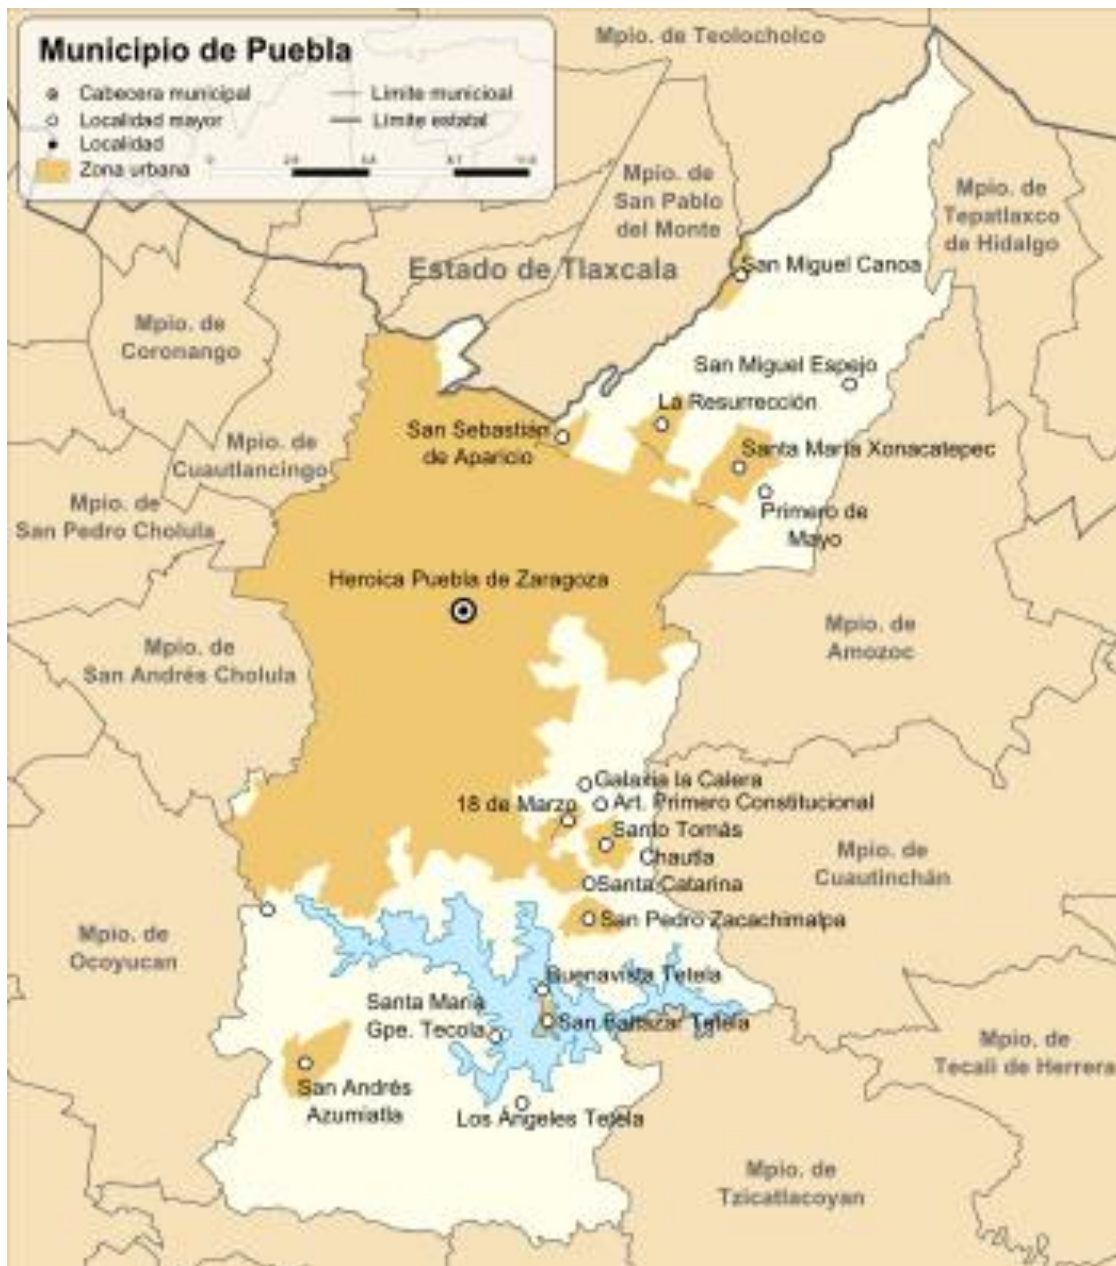 Municipio de Puebla
Cabecera municipal
Localidad mayor
Localidad
Zona urbana
Limite municioal
Limite estatal
0
Mpio. de Teolocholco
Mpio. de
San Pablo
del Monte
Mpio. de
Tepatlaxco
de Hidalgo
Estado de Tlaxcala
San Miguel Canoa
Mpio. de
Coronango
San Miguel Espejo
La Resurrección
San Sebastián
de Aparicio
Mpio. de
Cuautlancingo
Santa María Xonacatepec
Mpio. de
San Pedro Cholula
Primero de
Mayo
Heroica Puebla de Zaragoza
Mpio. de
Amozoc
Mpio. de
San Andrés Cholula
Galaxia la Calera
18 de Marzo
Art. Primero Constitucional
Santo Tomás
Chautla
Mpio. de
Cuautinchán
Santa Catarina
San Pedro Zacachimalpa
Mpio. de
Ocoyucan
Buenavista Tetela
Santa María
Gpe. Tecola
San Baltazar Tetela
Mpio. de
Tecali de Herrera
San Andrés
Azumiatla
Los Ángeles Tetela
Mpio. de
Tzicatlacoyan